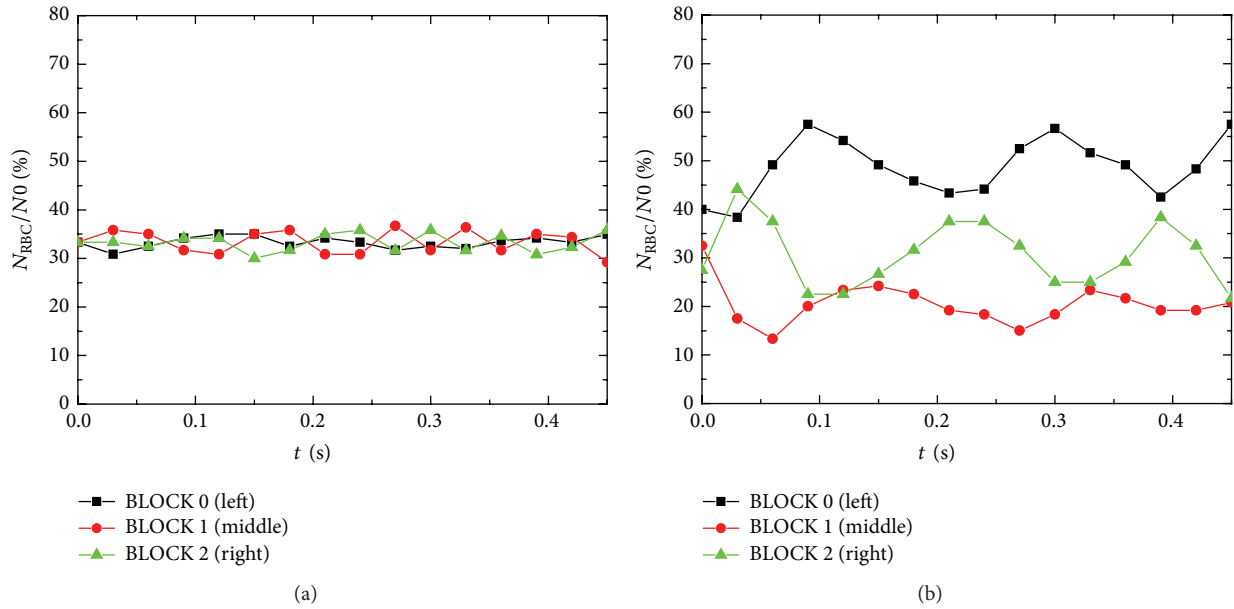 80
70
60
50
40
30
20
10
0
N_RBC/N0 (%)
0.0 0.1 0.2 0.3 0.4
t (s)
BLOCK 0 (left)
BLOCK 1 (middle)
BLOCK 2 (right)
(a)
80
70
60
50
40
30
20
10
0
N_RBC/N0 (%)
0.0 0.1 0.2 0.3 0.4
t (s)
BLOCK 0 (left)
BLOCK 1 (middle)
BLOCK 2 (right)
(b)